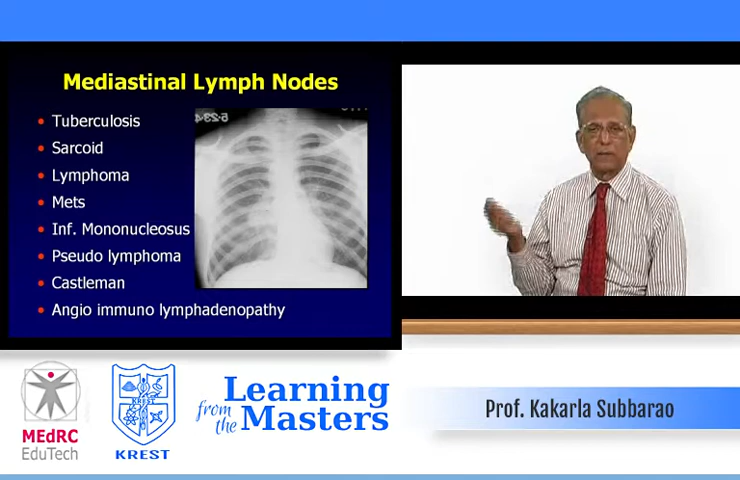 Mediastinal Lymph Nodes
Tuberculosis
Sarcoid
Lymphoma
Mets
Inf. Mononucleosus
Pseudo lymphoma
Castleman
Angio immuno lymphadenopathy
MEdRC
EduTech
KREST
KREST
Learning
from the Masters
Prof. Kakarla Subbarao